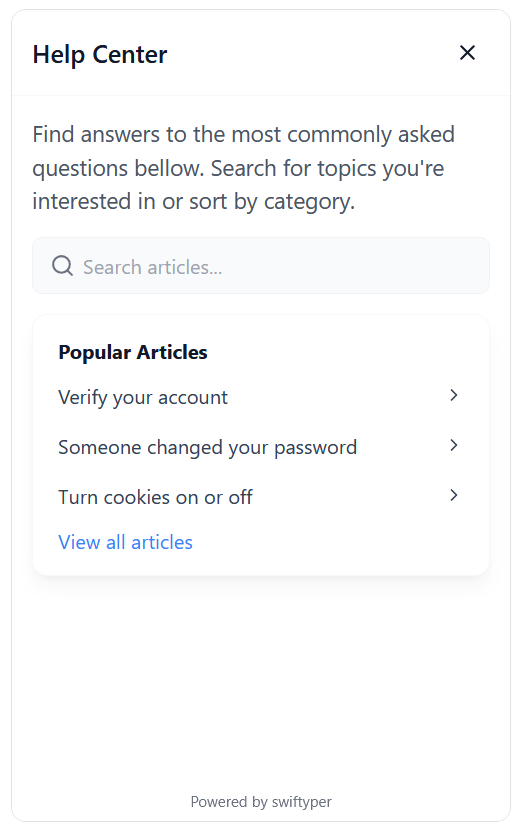 Help Center
Find answers to the most commonly asked
questions bellow. Search for topics you're
interested in or sort by category.
Search articles...
Popular Articles
Verify your account
Someone changed your password
Turn cookies on or off
View all articles
Powered by swiftyper